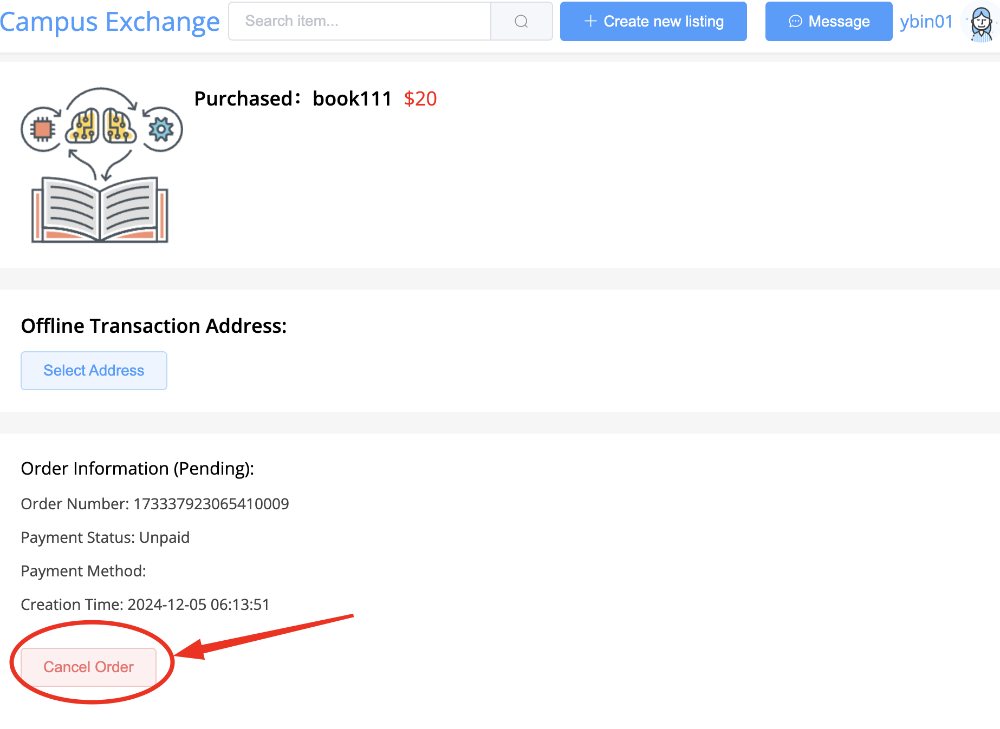 Campus Exchange
Search item...
Create new listing
Message
ybin01
Purchased：book111 $20
Offline Transaction Address:
Select Address
Order Information (Pending):
Order Number: 173337923065410009
Payment Status: Unpaid
Payment Method:
Creation Time: 2024-12-05 06:13:51
Cancel Order